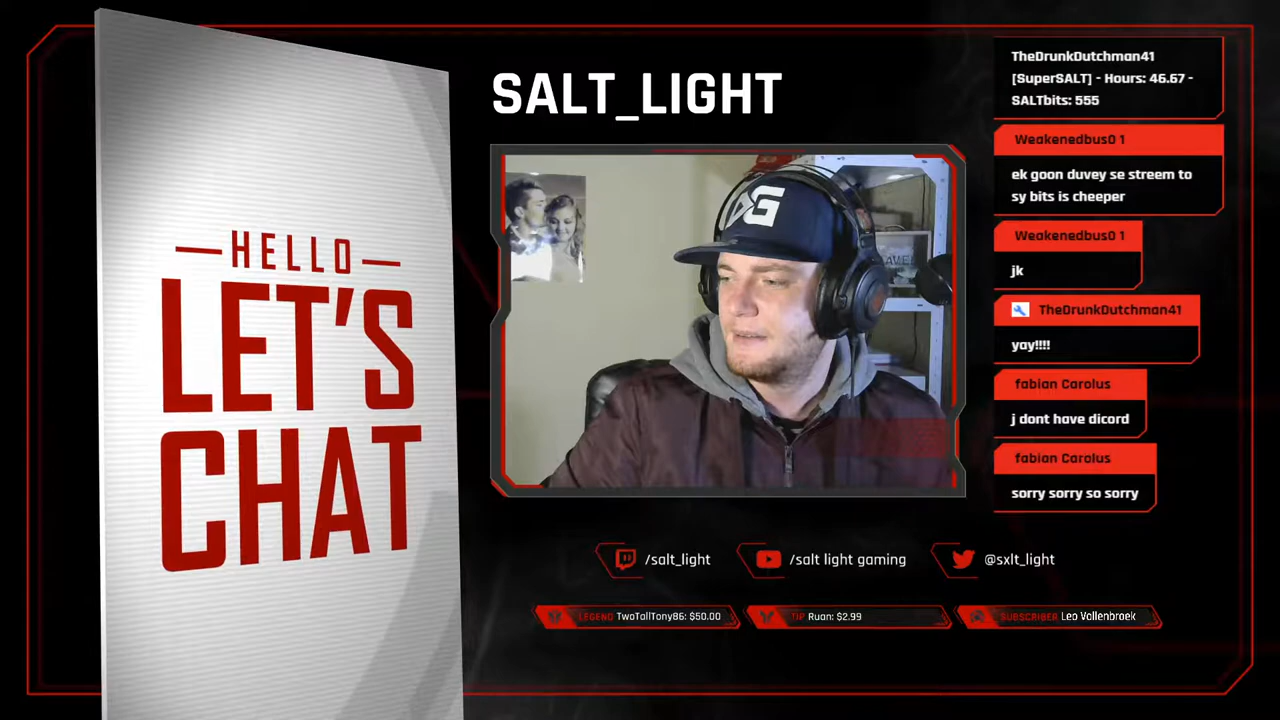 HELLO
LET'S
CHAT
SALT_LIGHT
DG
TheDrunkDutchman41
[SuperSALT] - Hours: 46.67 -
SALTbits: 555
Weakenedbus0 1
ek goon duvey se streem to
sy bits is cheeper
Weakenedbus0 1
jk
TheDrunkDutchman41
yay!!!!
fabian Carolus
j dont have dicord
fabian Carolus
sorry sorry so sorry
/salt_light
/salt light gaming
@sxlt_light
LEGEND TwoTallTony86: $50.00
TIP Ruan: $2.99
SUBSCRIBER Leo Vollenbroek